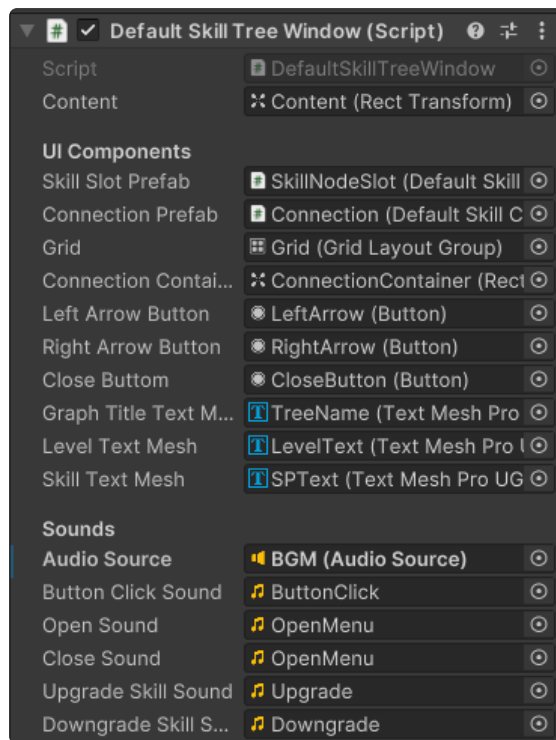 Default Skill Tree Window (Script)
Script DefaultSkillTreeWindow
Content Content (Rect Transform)
UI Components
Skill Slot Prefab SkillNodeSlot (Default Skill
Connection Prefab Connection (Default Skill C
Grid Grid (Grid Layout Group)
Connection Contai... ConnectionContainer (Rect
Left Arrow Button LeftArrow (Button)
Right Arrow Button RightArrow (Button)
Close Buttom CloseButton (Button)
Graph Title Text M... TreeName (Text Mesh Pro
Level Text Mesh LevelText (Text Mesh Pro U
Skill Text Mesh SPText (Text Mesh Pro UG
Sounds
Audio Source BGM (Audio Source)
Button Click Sound ButtonClick
Open Sound OpenMenu
Close Sound OpenMenu
Upgrade Skill Sound Upgrade
Downgrade Skill S... Downgrade